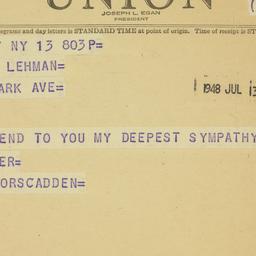 UNION
JOSEPH L. EGAN
PRESIDENT
egrams and day letters is STANDARD TIME at point of origin. Time of receipt is ST
NY 13 803P=
LEHMAN=
ARK AVE=
1948 JUL 13
END TO YOU MY DEEPEST SYMPATHY
ER=
ORSCADDEN=